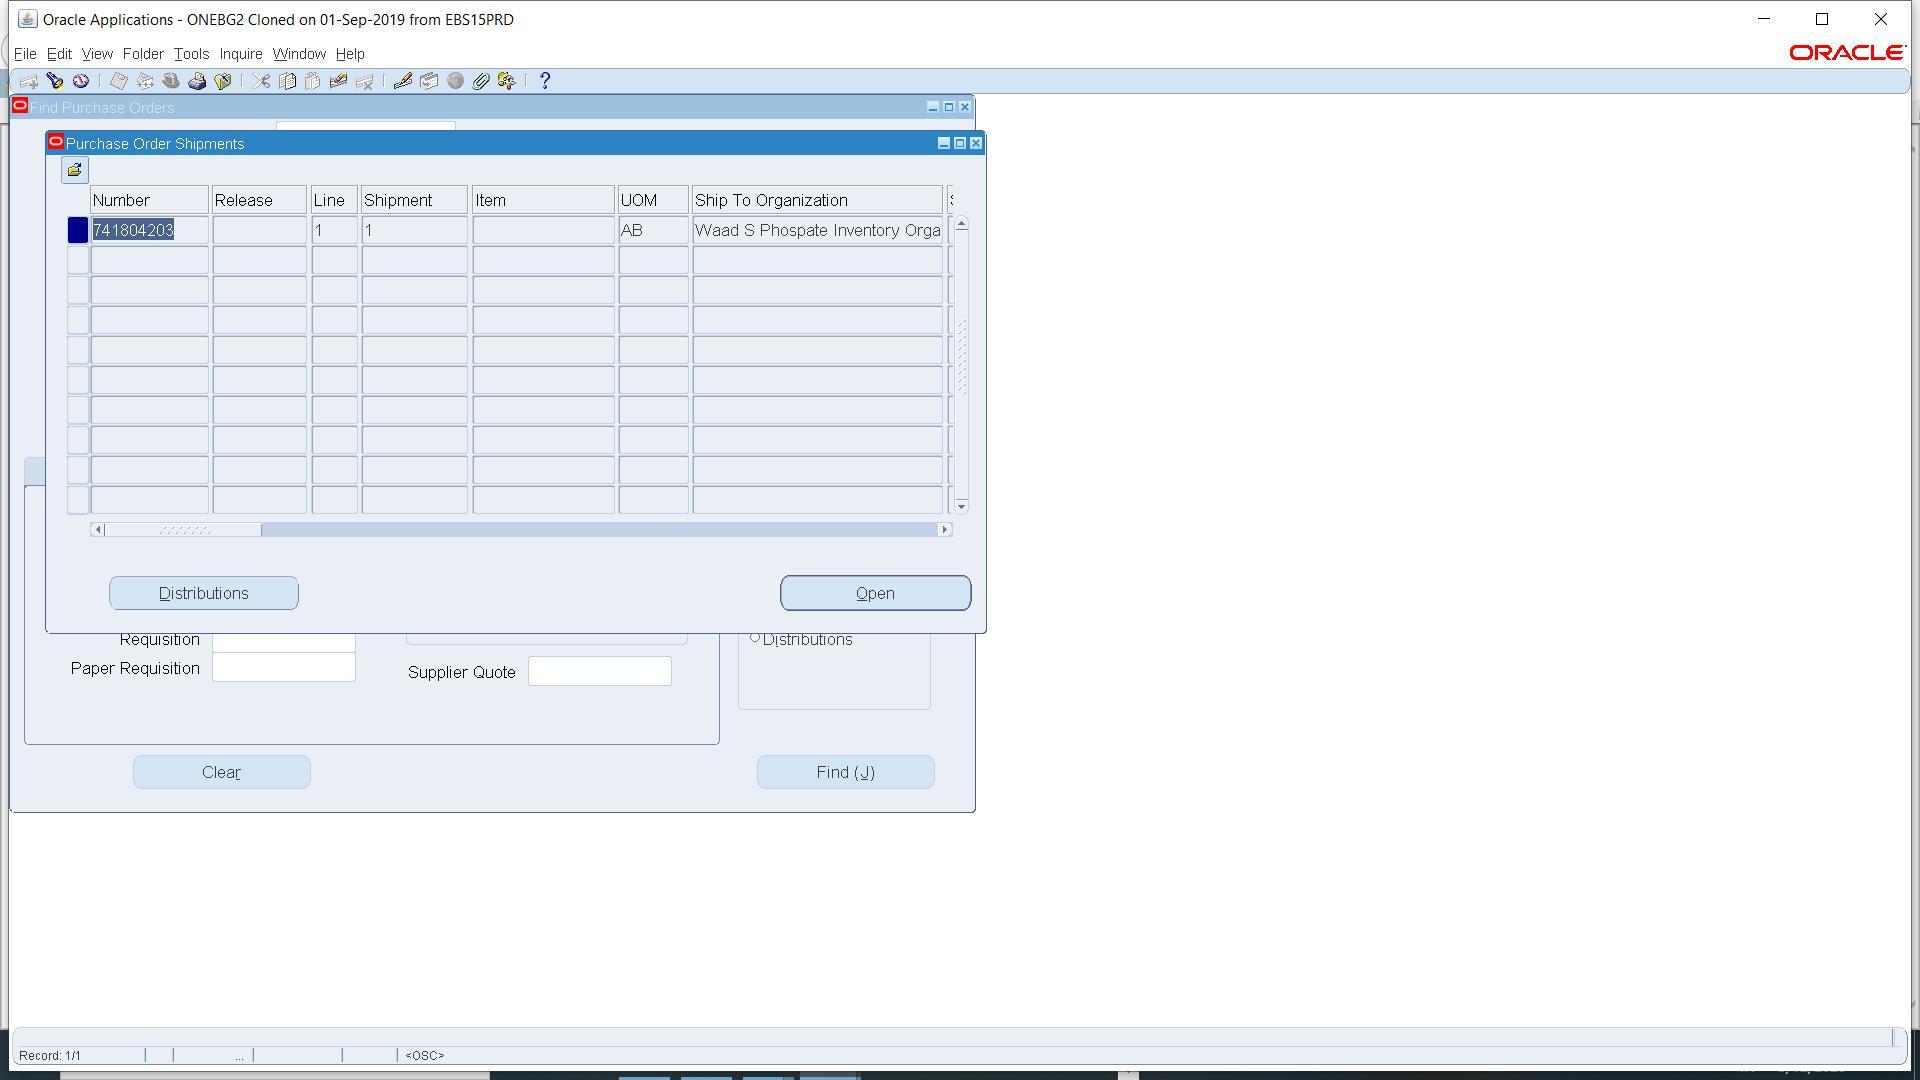 Oracle Applications - ONEBG2 Cloned on 01-Sep-2019 from EBS15PRD
File Edit View Folder Tools Inquire Window Help
ORACLE
Find Purchase Orders
Purchase Order Shipments
Number Release Line Shipment Item UOM Ship To Organization
741804203 1 1 AB Waad S Phospate Inventory Orga
Distributions Open
Requisition Distributions
Paper Requisition Supplier Quote
Clear Find (J)
Record: 1/1 ... <OSC>